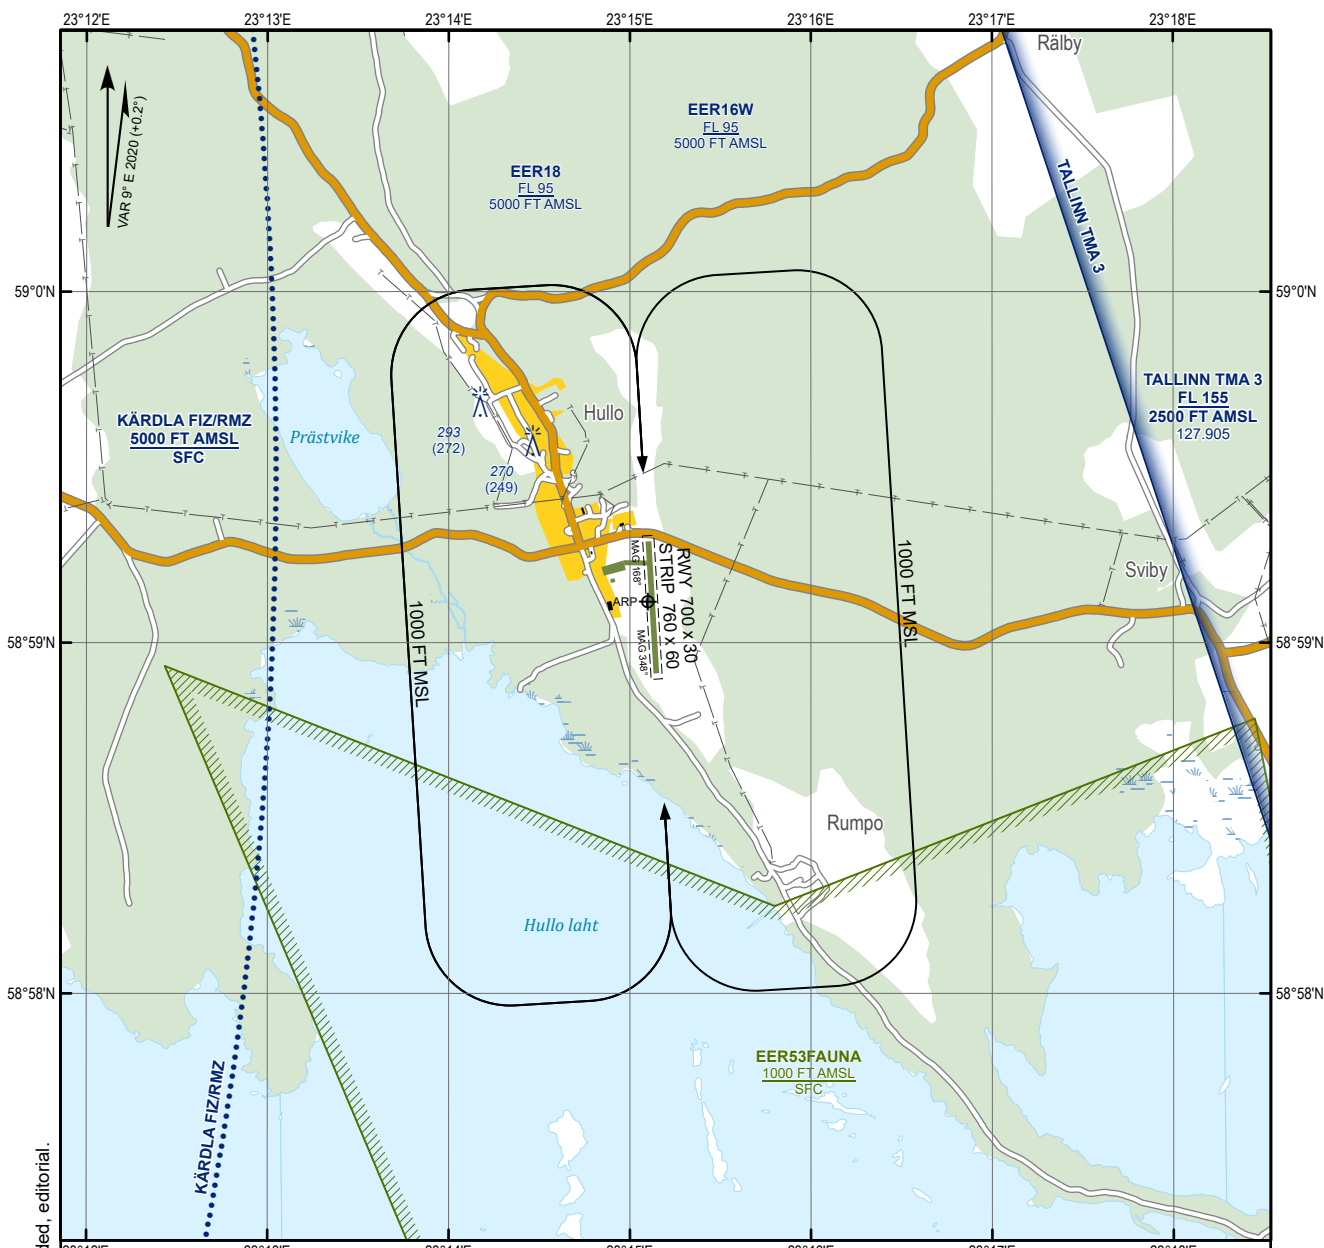 23°12'E
23°13'E
23°14'E
23°15'E
23°16'E
23°17'E
23°18'E
Rälby
VAR 9° E 2020 (+0.2°)
EER16W
FL 95
5000 FT AMSL
EER18
FL 95
5000 FT AMSL
TALLINN TMA 3
59°0'N
59°0'N
TALLINN TMA 3
FL 155
2500 FT AMSL
127.905
KÄRDLA FIZ/RMZ
5000 FT AMSL
SFC
Prästvike
Hullo
293
(272)
270
(249)
1000 FT MSL
1000 FT MSL
Sviby
RWY 700 x 30
STRIP 760 x 60
MAG 168°
ARP
MAG 348°
58°59'N
58°59'N
Rumpo
Hullo laht
58°58'N
58°58'N
EER53FAUNA
1000 FT AMSL
SFC
KÄRDLA FIZ/RMZ
ded, editorial.